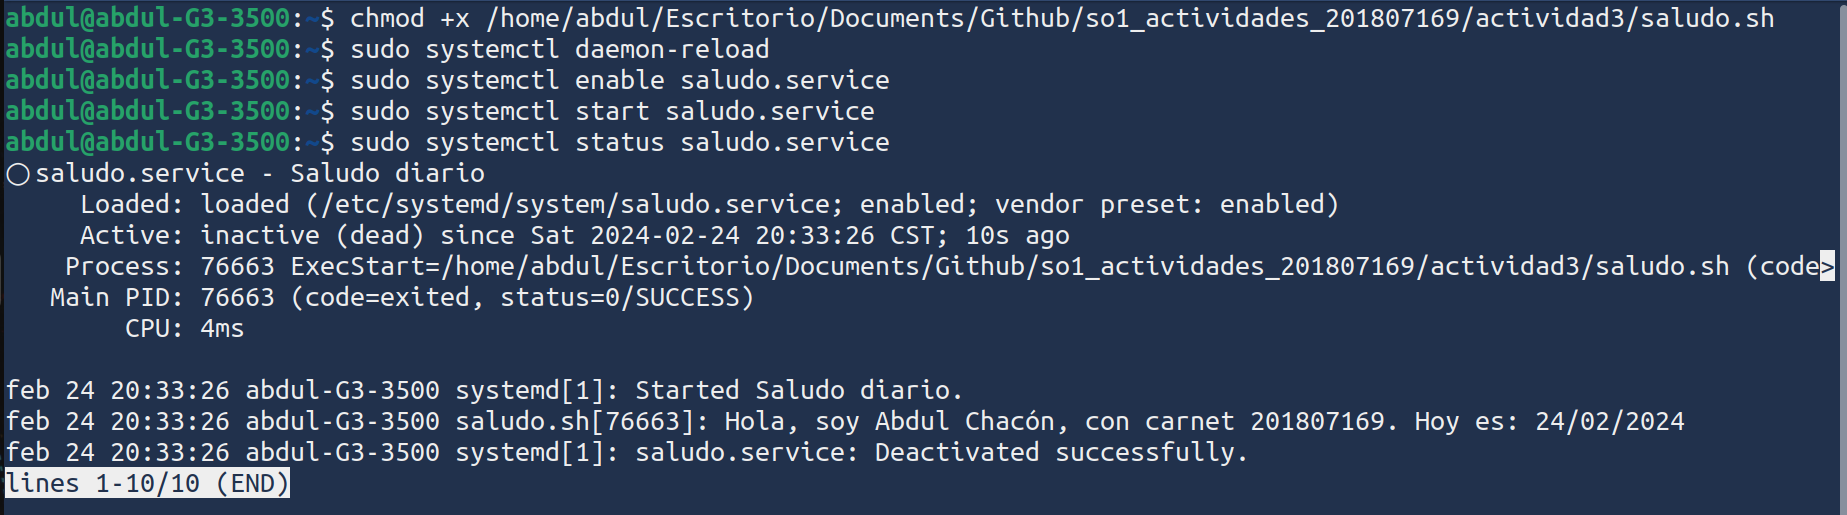 abdul@abdul-G3-3500:~$ chmod +x /home/abdul/Escritorio/Documents/Github/so1_actividades_201807169/actividad3/saludo.sh
abdul@abdul-G3-3500:~$ sudo systemctl daemon-reload
abdul@abdul-G3-3500:~$ sudo systemctl enable saludo.service
abdul@abdul-G3-3500:~$ sudo systemctl start saludo.service
abdul@abdul-G3-3500:~$ sudo systemctl status saludo.service
○ saludo.service - Saludo diario
     Loaded: loaded (/etc/systemd/system/saludo.service; enabled; vendor preset: enabled)
     Active: inactive (dead) since Sat 2024-02-24 20:33:26 CST; 10s ago
    Process: 76663 ExecStart=/home/abdul/Escritorio/Documents/Github/so1_actividades_201807169/actividad3/saludo.sh (code>
   Main PID: 76663 (code=exited, status=0/SUCCESS)
        CPU: 4ms

feb 24 20:33:26 abdul-G3-3500 systemd[1]: Started Saludo diario.
feb 24 20:33:26 abdul-G3-3500 saludo.sh[76663]: Hola, soy Abdul Chacón, con carnet 201807169. Hoy es: 24/02/2024
feb 24 20:33:26 abdul-G3-3500 systemd[1]: saludo.service: Deactivated successfully.
lines 1-10/10 (END)